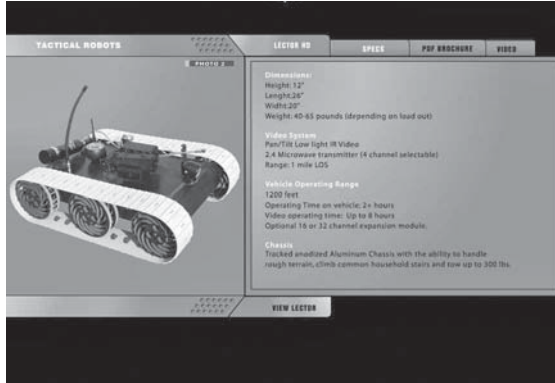 TACTICAL ROBOTS
LECTOR HD
SPECS
PDF BROCHURE
VIDEO
PHOTO 2
Dimensions:
Height: 12"
Lenght:26"
Widht:20"
Weight: 40-65 pounds (depending on load out)
Video System
Pan/Tilt Low light IR Video
2.4 Microwave transmitter (4 channel selectable)
Range: 1 mile LOS
Vehicle Operating Range
1200 feet
Operating Time on vehicle: 2+ hours
Video operating time: Up to 8 hours
Optional 16 or 32 channel expansion module.
Chassis
Tracked anodized Aluminum Chassis with the ability to handle
rough terrain, climb common household stairs and tow up to 300 lbs.
VIEW LECTOR